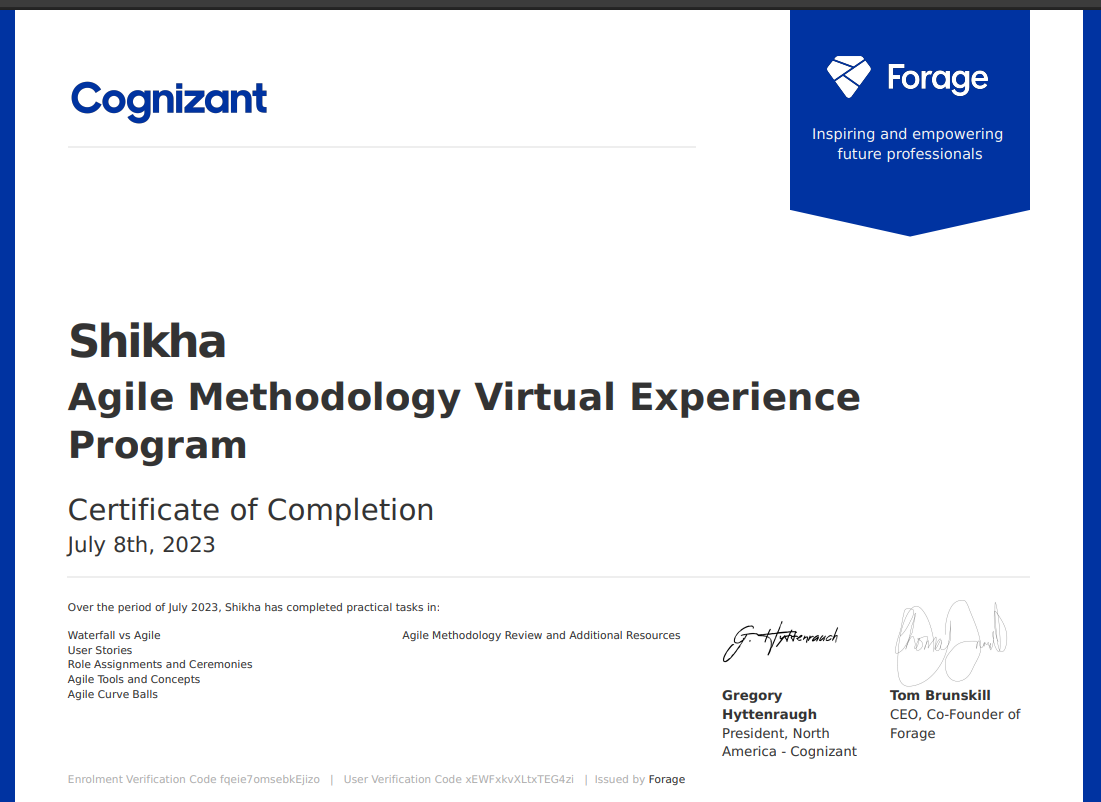 Cognizant
Forage
Inspiring and empowering
future professionals
Shikha
Agile Methodology Virtual Experience
Program
Certificate of Completion
July 8th, 2023
Over the period of July 2023, Shikha has completed practical tasks in:
Waterfall vs Agile
User Stories
Role Assignments and Ceremonies
Agile Tools and Concepts
Agile Curve Balls
Agile Methodology Review and Additional Resources
G. Hyttenrauch
Gregory
Hyttenraugh
President, North
America - Cognizant
Tom Brunskill
CEO, Co-Founder of
Forage
Enrolment Verification Code fqeie7omsebkEjizo | User Verification Code xEWFxkvXLtxTEG4zi | Issued by Forage